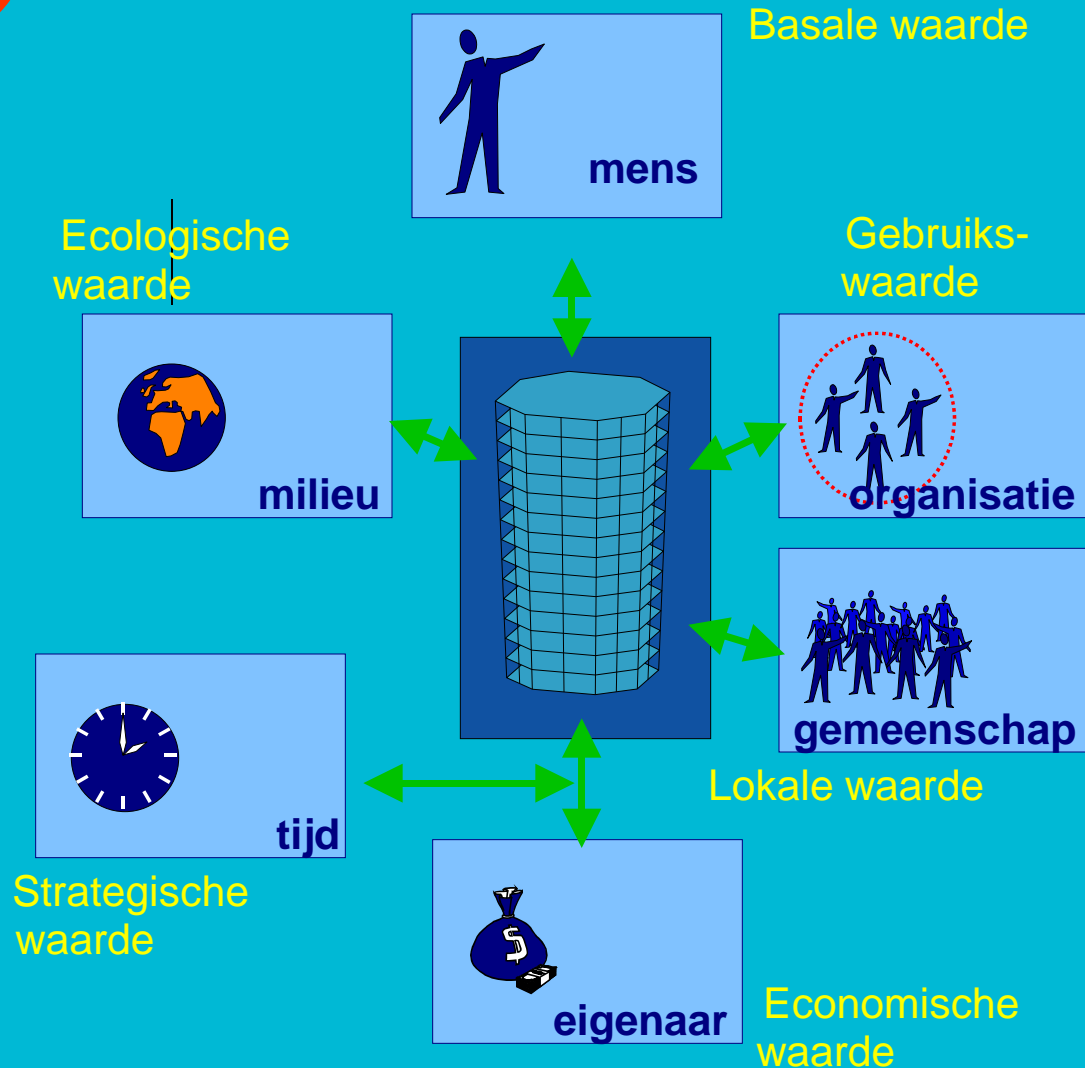 Basale waarde
mens
Ecologische
waarde
Gebruiks-
waarde
milieu
organisatie
gemeenschap
Lokale waarde
tijd
Strategische
waarde
$
eigenaar
Economische
waarde